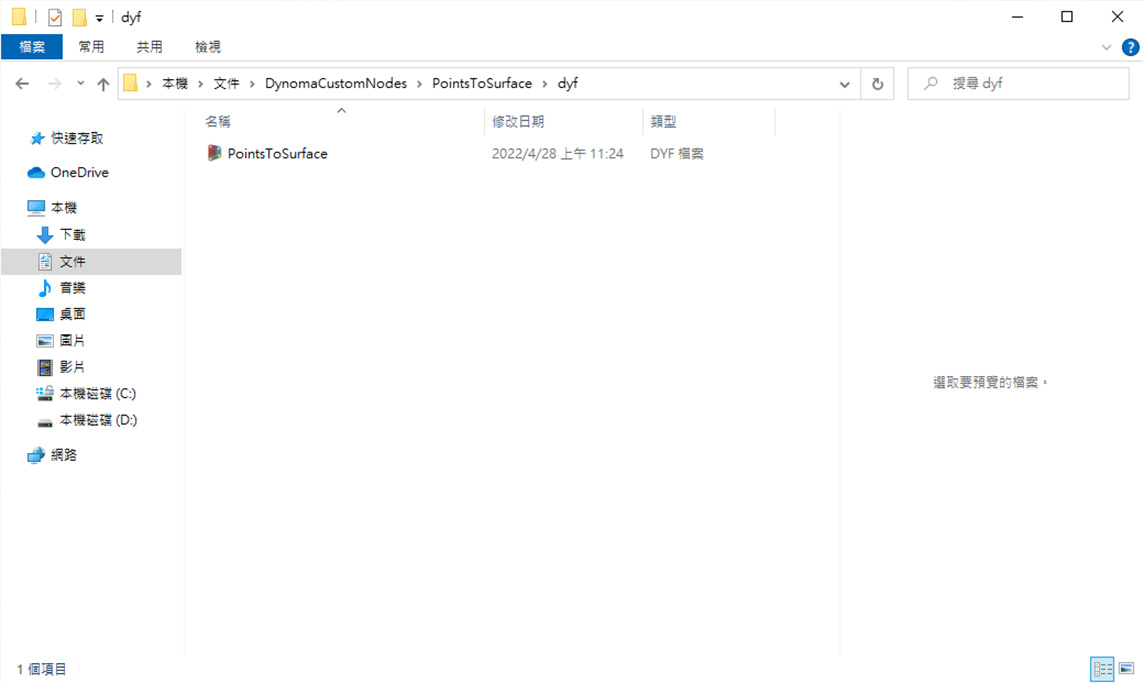 dyf
檔案 常用 共用 檢視
本機 文件 DynomaCustomNodes PointsToSurface dyf 搜尋 dyf
名稱 修改日期 類型
PointsToSurface 2022/4/28 上午 11:24 DYF 檔案
快速存取
OneDrive
本機
下載
文件
音樂
桌面
圖片
影片
本機磁碟 (C:)
本機磁碟 (D:)
網路
選取要預覽的檔案。
1 個項目